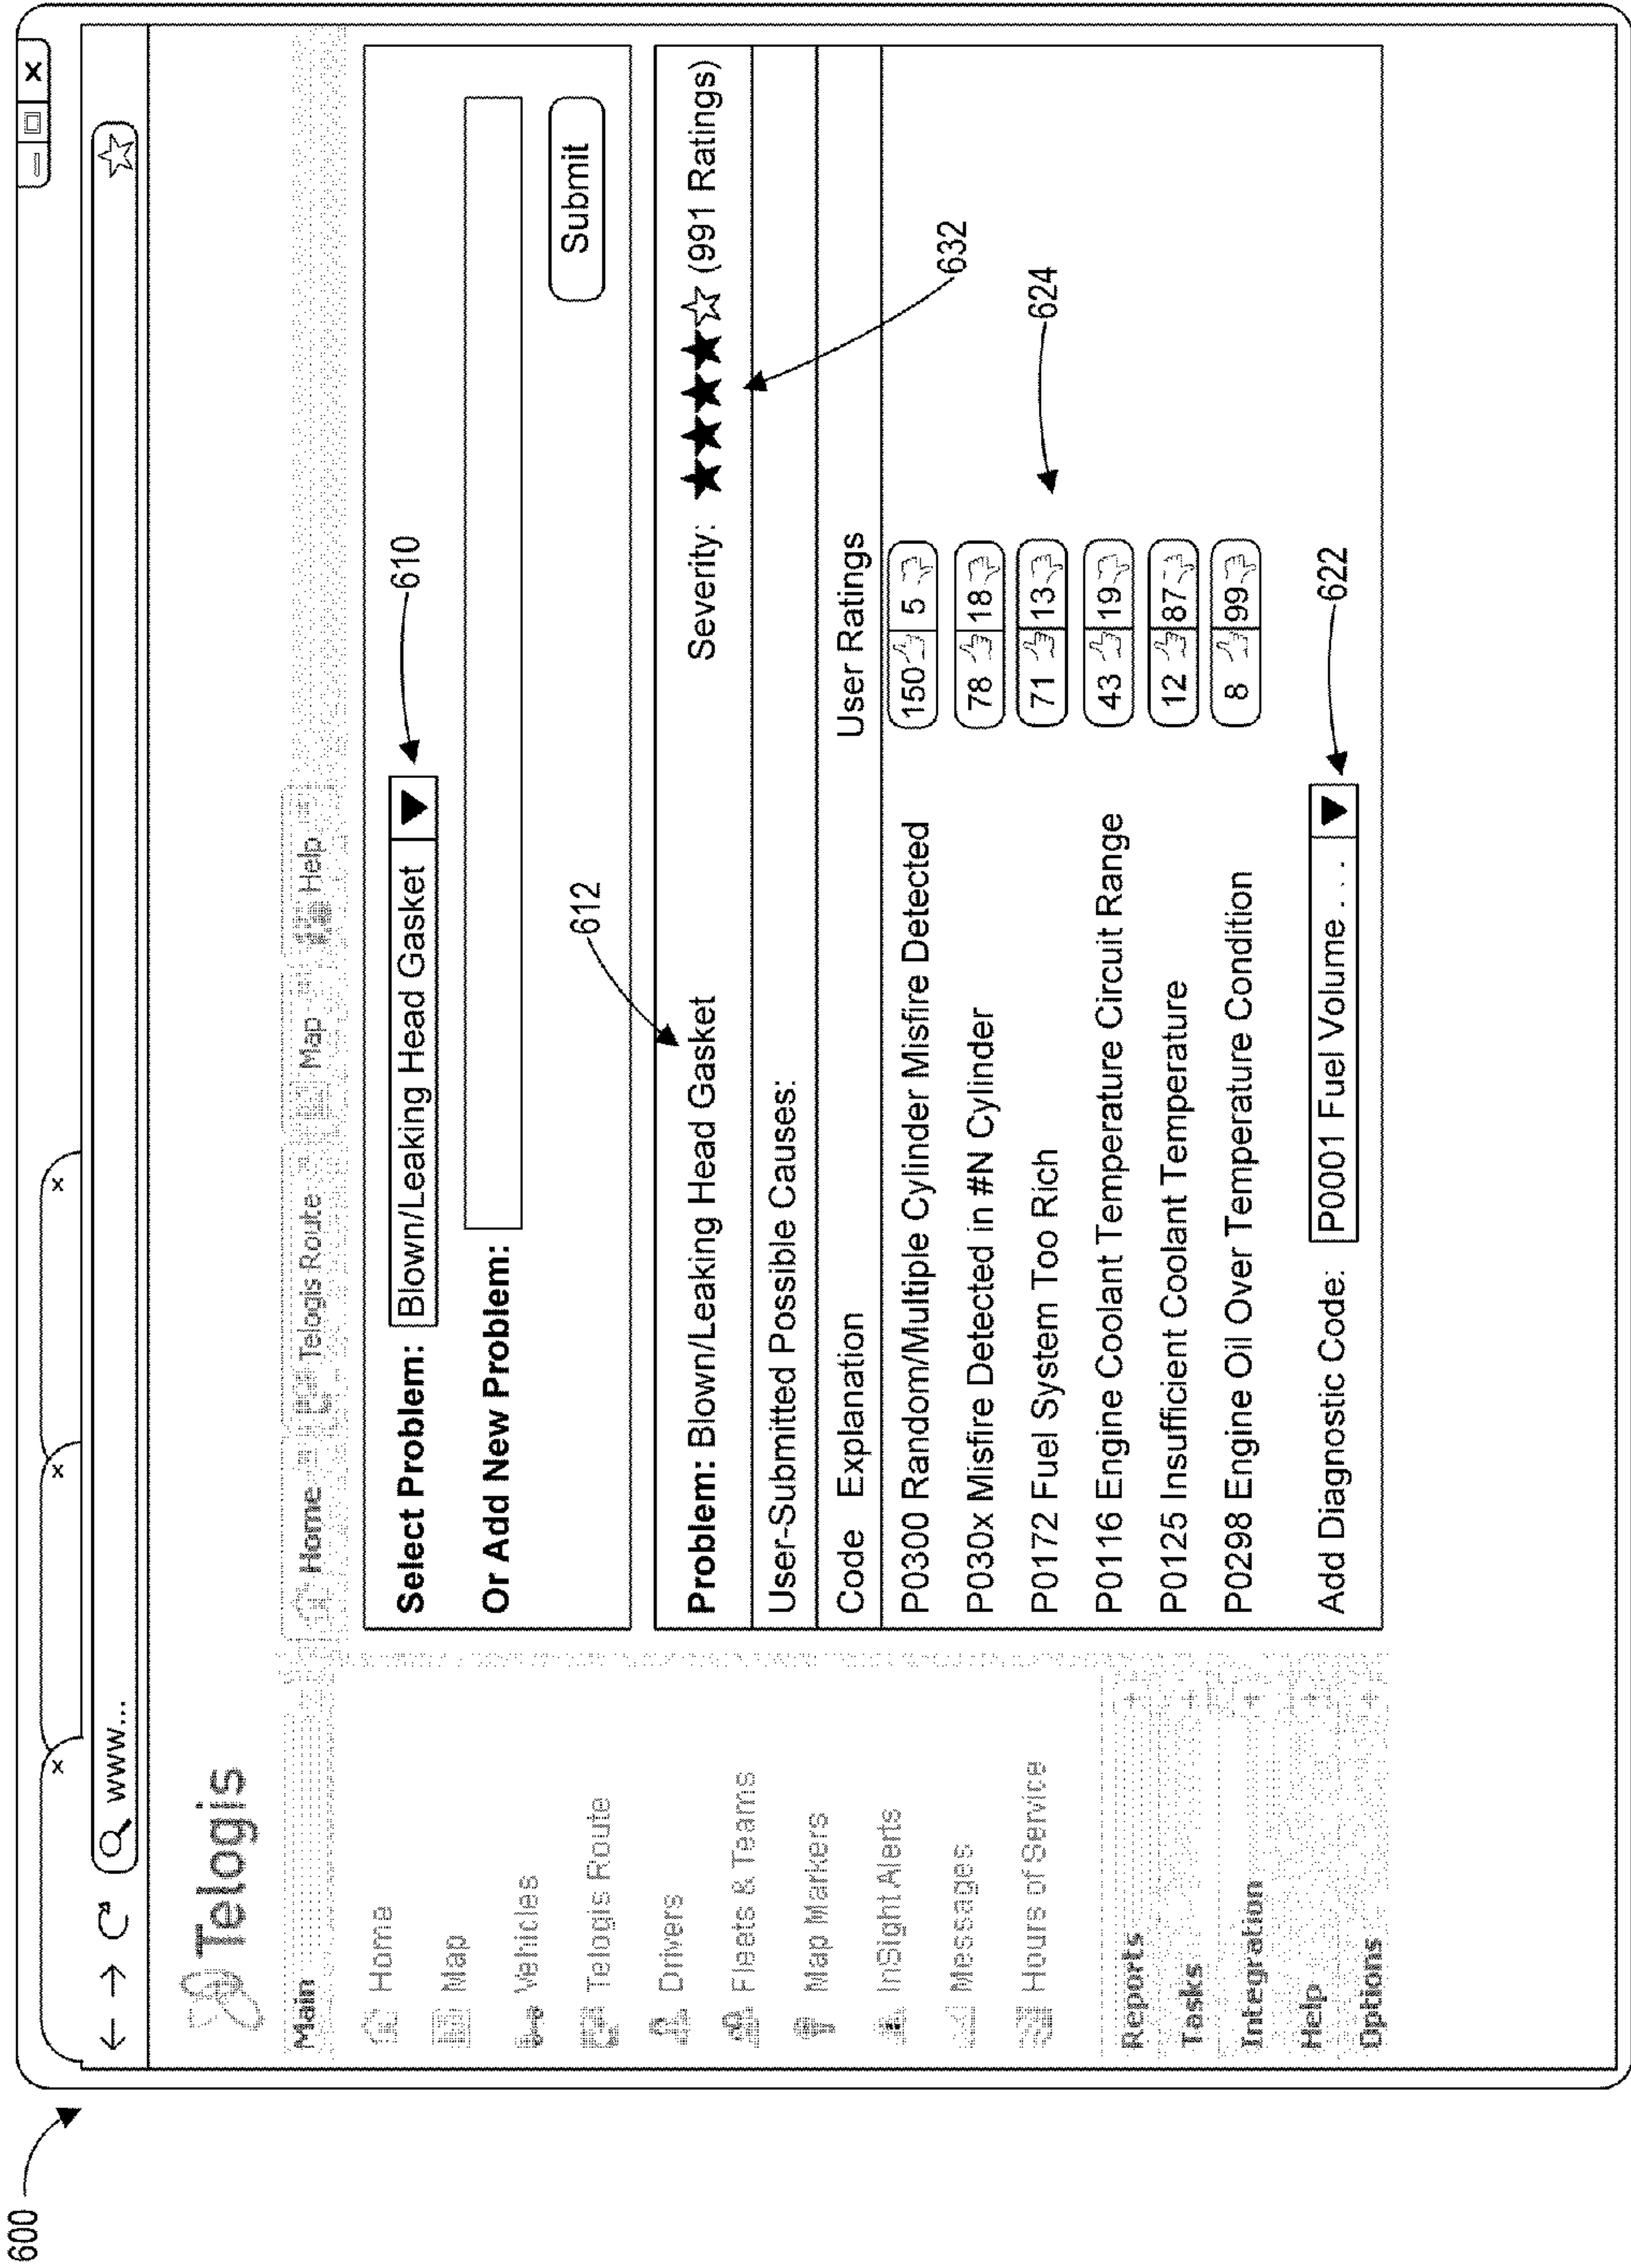 600
X
x
x
x
www...
Telogis
Main
Home
Map
Vehicles
Telogis Route
Drivers
Fleets & Teams
Map Markers
InSight Alerts
Messages
Hours of Service
Reports +
Tasks +
Integration +
Help +
Options +
Home Telogis Route Map Help
Select Problem: Blown/Leaking Head Gasket
610
Or Add New Problem:
Submit
612
Problem: Blown/Leaking Head Gasket Severity: ★★★★☆ (991 Ratings)
632
User-Submitted Possible Causes:
Code Explanation User Ratings
P0300 Random/Multiple Cylinder Misfire Detected 150 5
P030x Misfire Detected in #N Cylinder 78 18
P0172 Fuel System Too Rich 71 13
624
P0116 Engine Coolant Temperature Circuit Range 43 19
P0125 Insufficient Coolant Temperature 12 87
P0298 Engine Oil Over Temperature Condition 8 99
Add Diagnostic Code: P0001 Fuel Volume . . . .
622